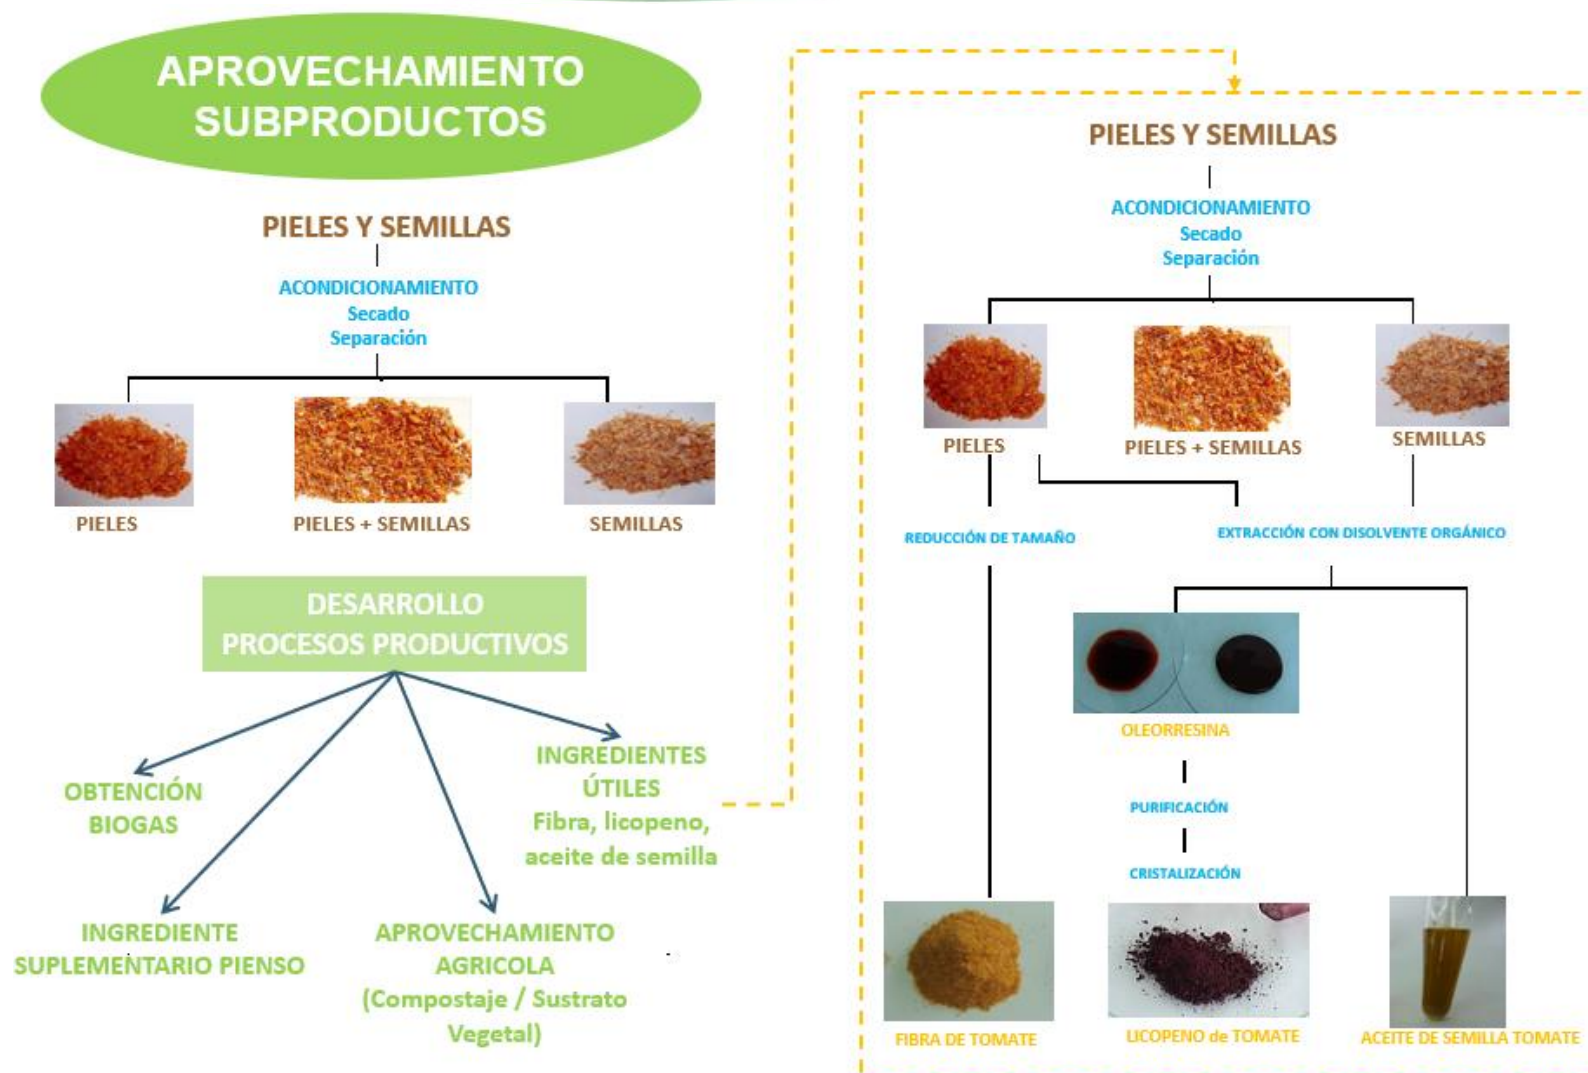 APROVECHAMIENTO
SUBPRODUCTOS
PIELES Y SEMILLAS
ACONDICIONAMIENTO
Secado
Separación
PIELES
PIELES + SEMILLAS
SEMILLAS
DESARROLLO
PROCESOS PRODUCTIVOS
OBTENCIÓN
BIOGAS
INGREDIENTES
ÚTILES
Fibra, licopeno,
aceite de semilla
INGREDIENTE
SUPLEMENTARIO PIENSO
APROVECHAMIENTO
AGRICOLA
(Compostaje / Sustrato
Vegetal)
PIELES Y SEMILLAS
ACONDICIONAMIENTO
Secado
Separación
PIELES
PIELES + SEMILLAS
SEMILLAS
REDUCCIÓN DE TAMAÑO
EXTRACCIÓN CON DISOLVENTE ORGÁNICO
OLEORRESINA
PURIFICACIÓN
CRISTALIZACIÓN
FIBRA DE TOMATE
LICOPENO de TOMATE
ACEITE DE SEMILLA TOMATE